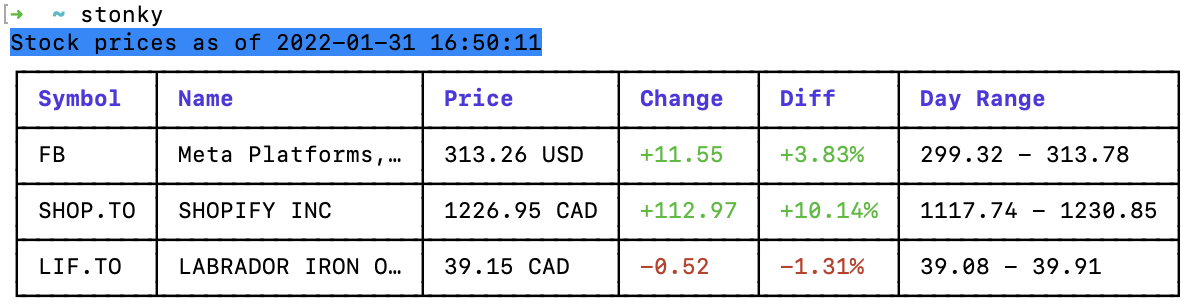 [➜  ~ stonky
Stock prices as of 2022-01-31 16:50:11
Symbol Name Price Change Diff Day Range
FB Meta Platforms,… 313.26 USD +11.55 +3.83% 299.32 - 313.78
SHOP.TO SHOPIFY INC 1226.95 CAD +112.97 +10.14% 1117.74 - 1230.85
LIF.TO LABRADOR IRON O… 39.15 CAD -0.52 -1.31% 39.08 - 39.91